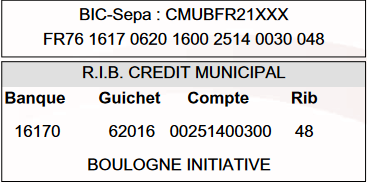 BIC-Sepa : CMUBFR21XXX
FR76 1617 0620 1600 2514 0030 048
R.I.B. CREDIT MUNICIPAL
Banque Guichet Compte Rib
16170 62016 00251400300 48
BOULOGNE INITIATIVE